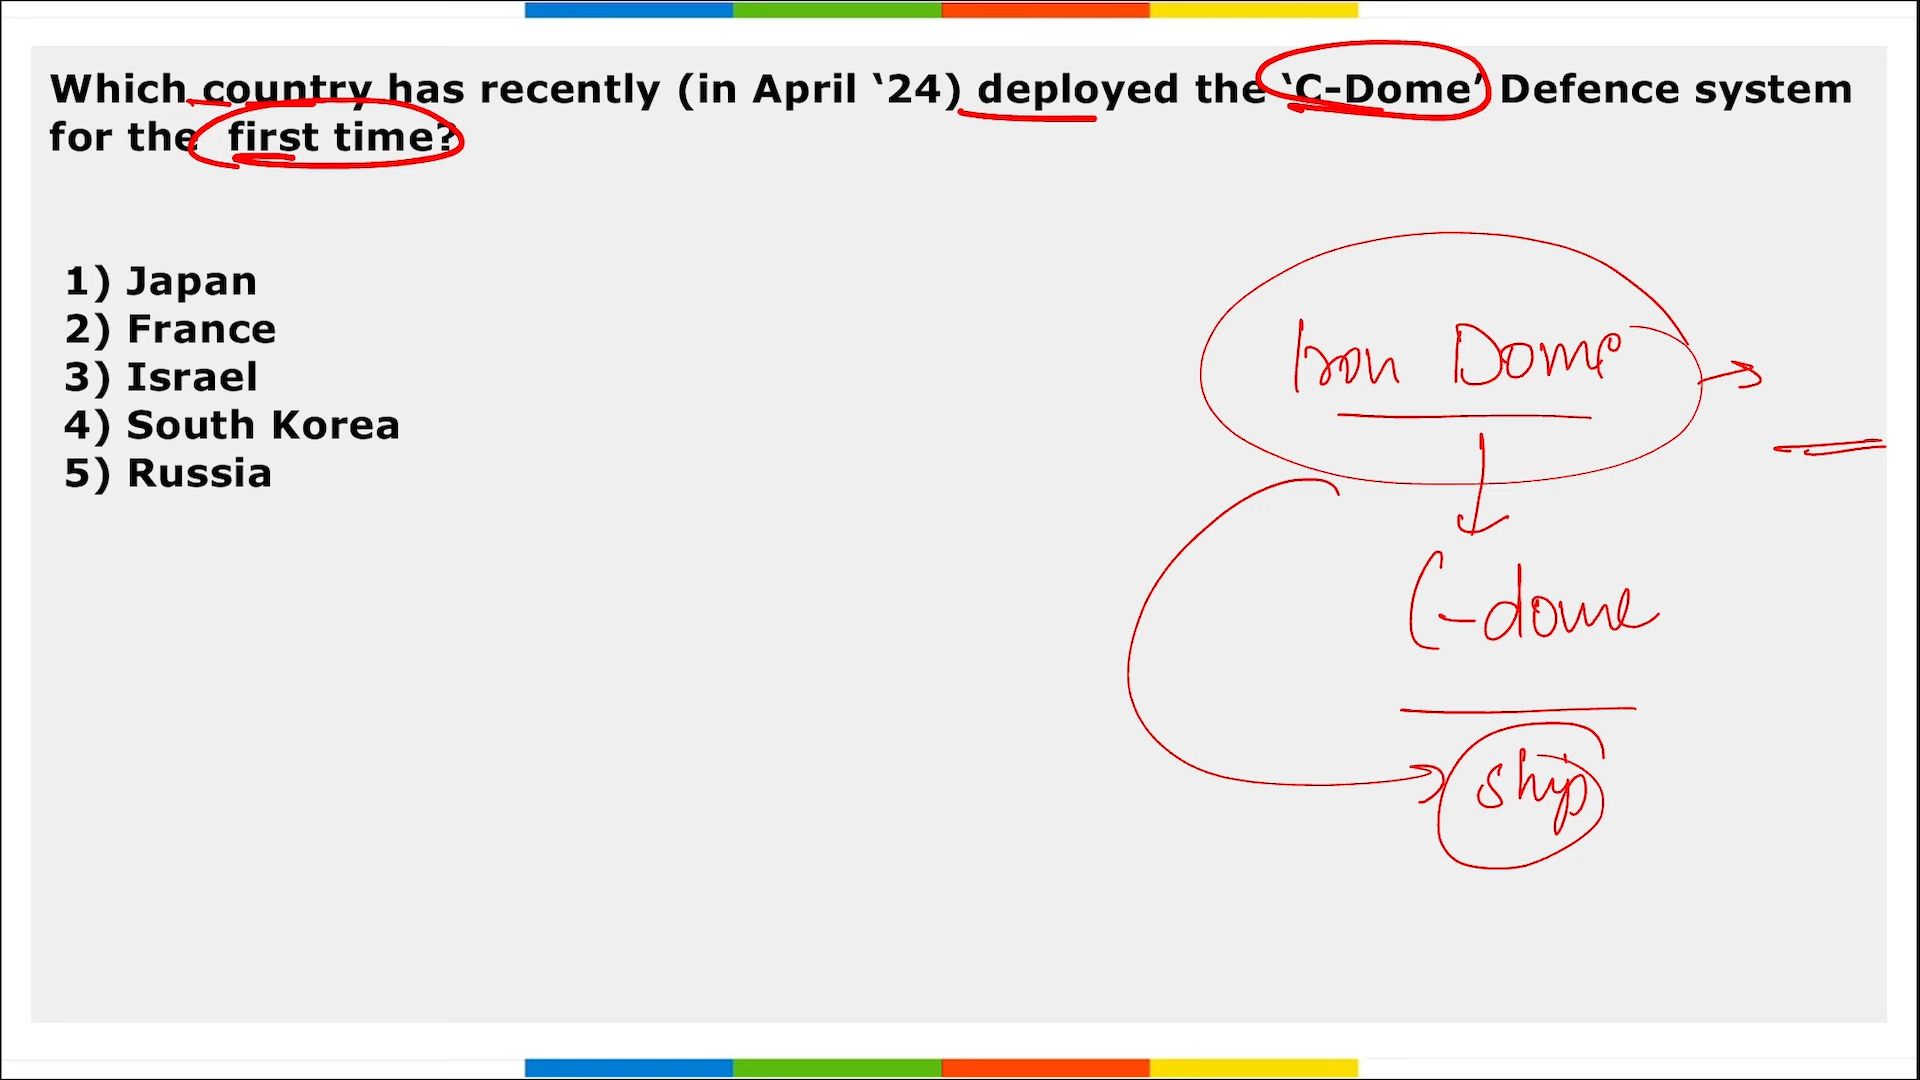 Which country has recently (in April ‘24) deployed the ‘C-Dome’ Defence system
for the first time?
1) Japan
2) France
3) Israel
4) South Korea
5) Russia
Iron Dome
C-dome
ship